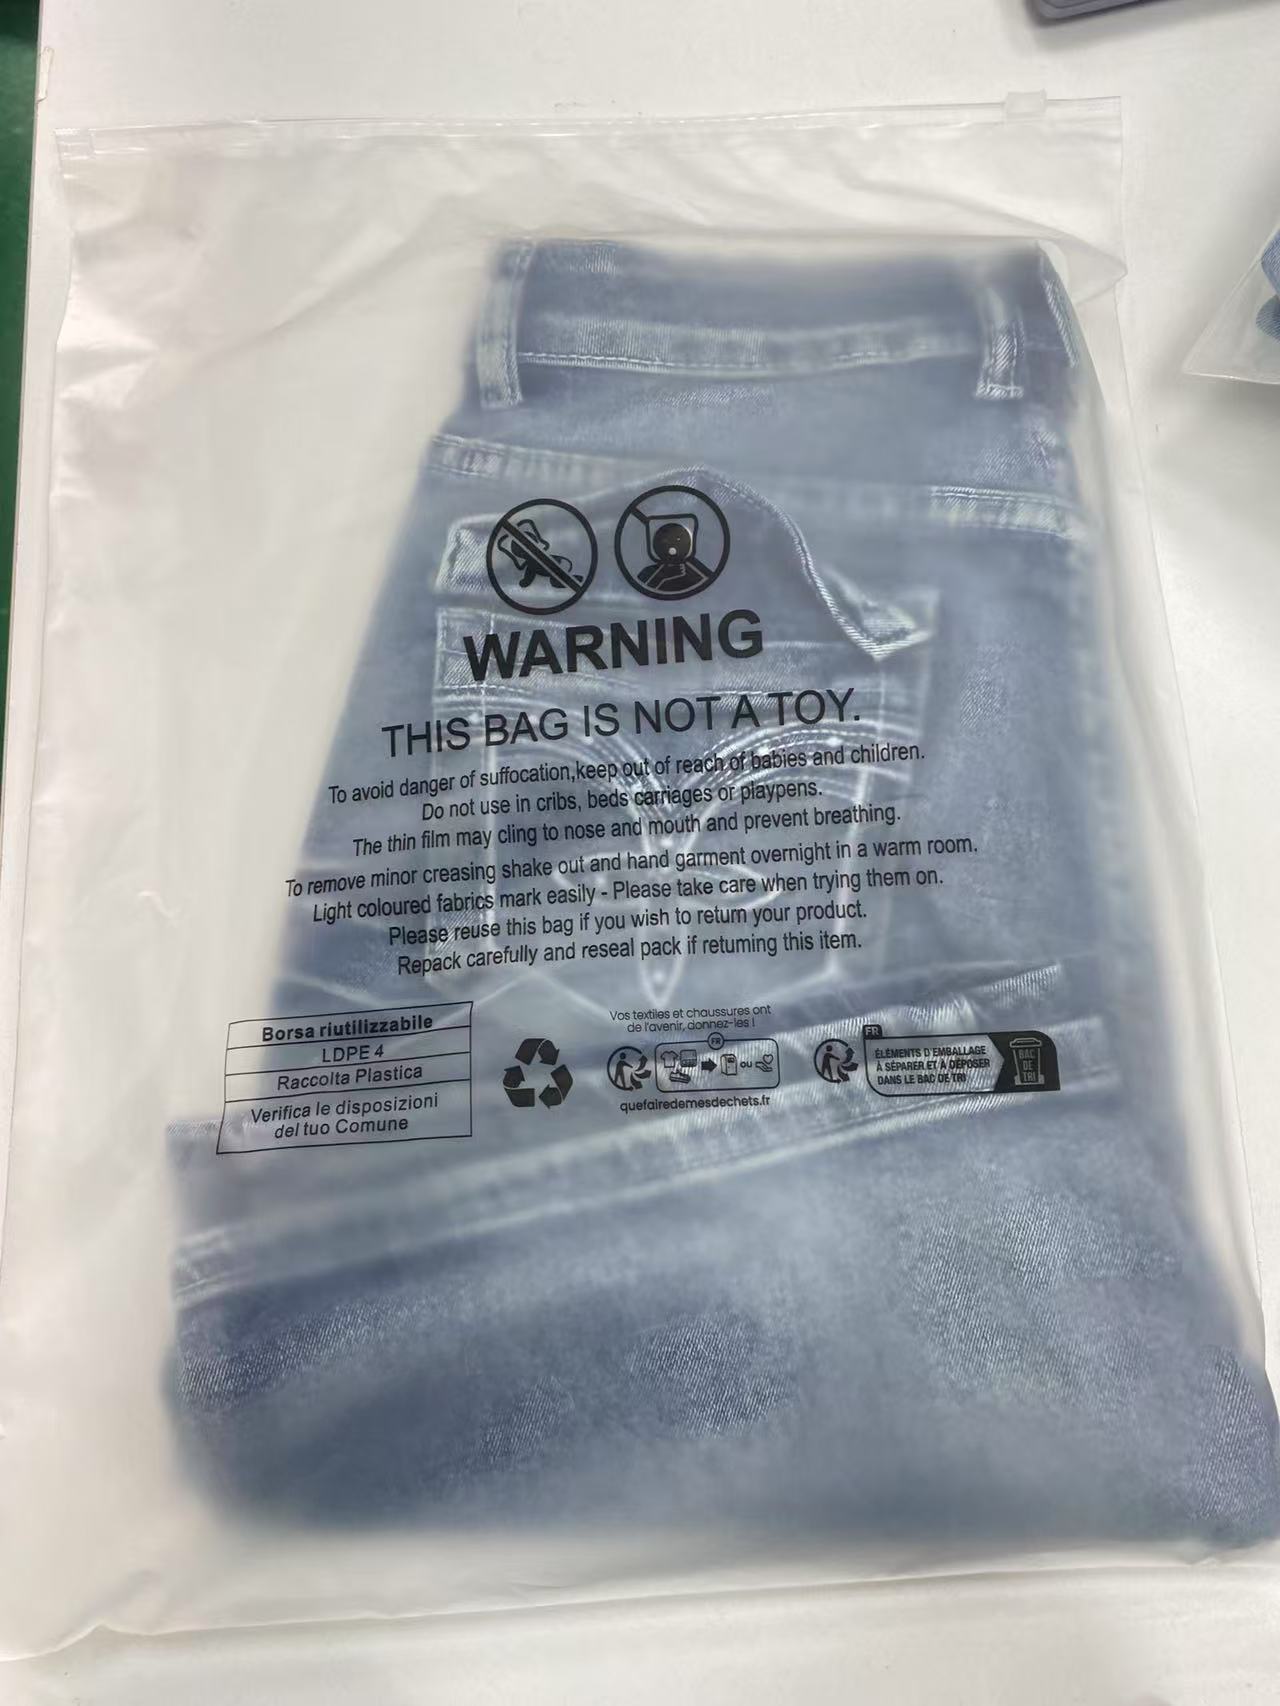 WARNING
THIS BAG IS NOT A TOY.
To avoid danger of suffocation,keep out of reach of babies and children.
Do not use in cribs, beds carriages or playpens.
The thin film may cling to nose and mouth and prevent breathing.
To remove minor creasing shake out and hand garment overnight in a warm room.
Light coloured fabrics mark easily - Please take care when trying them on.
Please reuse this bag if you wish to return your product.
Repack carefully and reseal pack if returning this item.
Borsa riutilizzabile
LDPE 4
Raccolta Plastica
Verifica le disposizioni
del tuo Comune
Vos textiles et chaussures ont
de l'avenir, donnez-les !
FR
ou
quefairedemesdechets.fr
FR
ÉLÉMENTS D'EMBALLAGE
À SÉPARER ET À DÉPOSER
DANS LE BAC DE TRI
BAC
DE
TRI